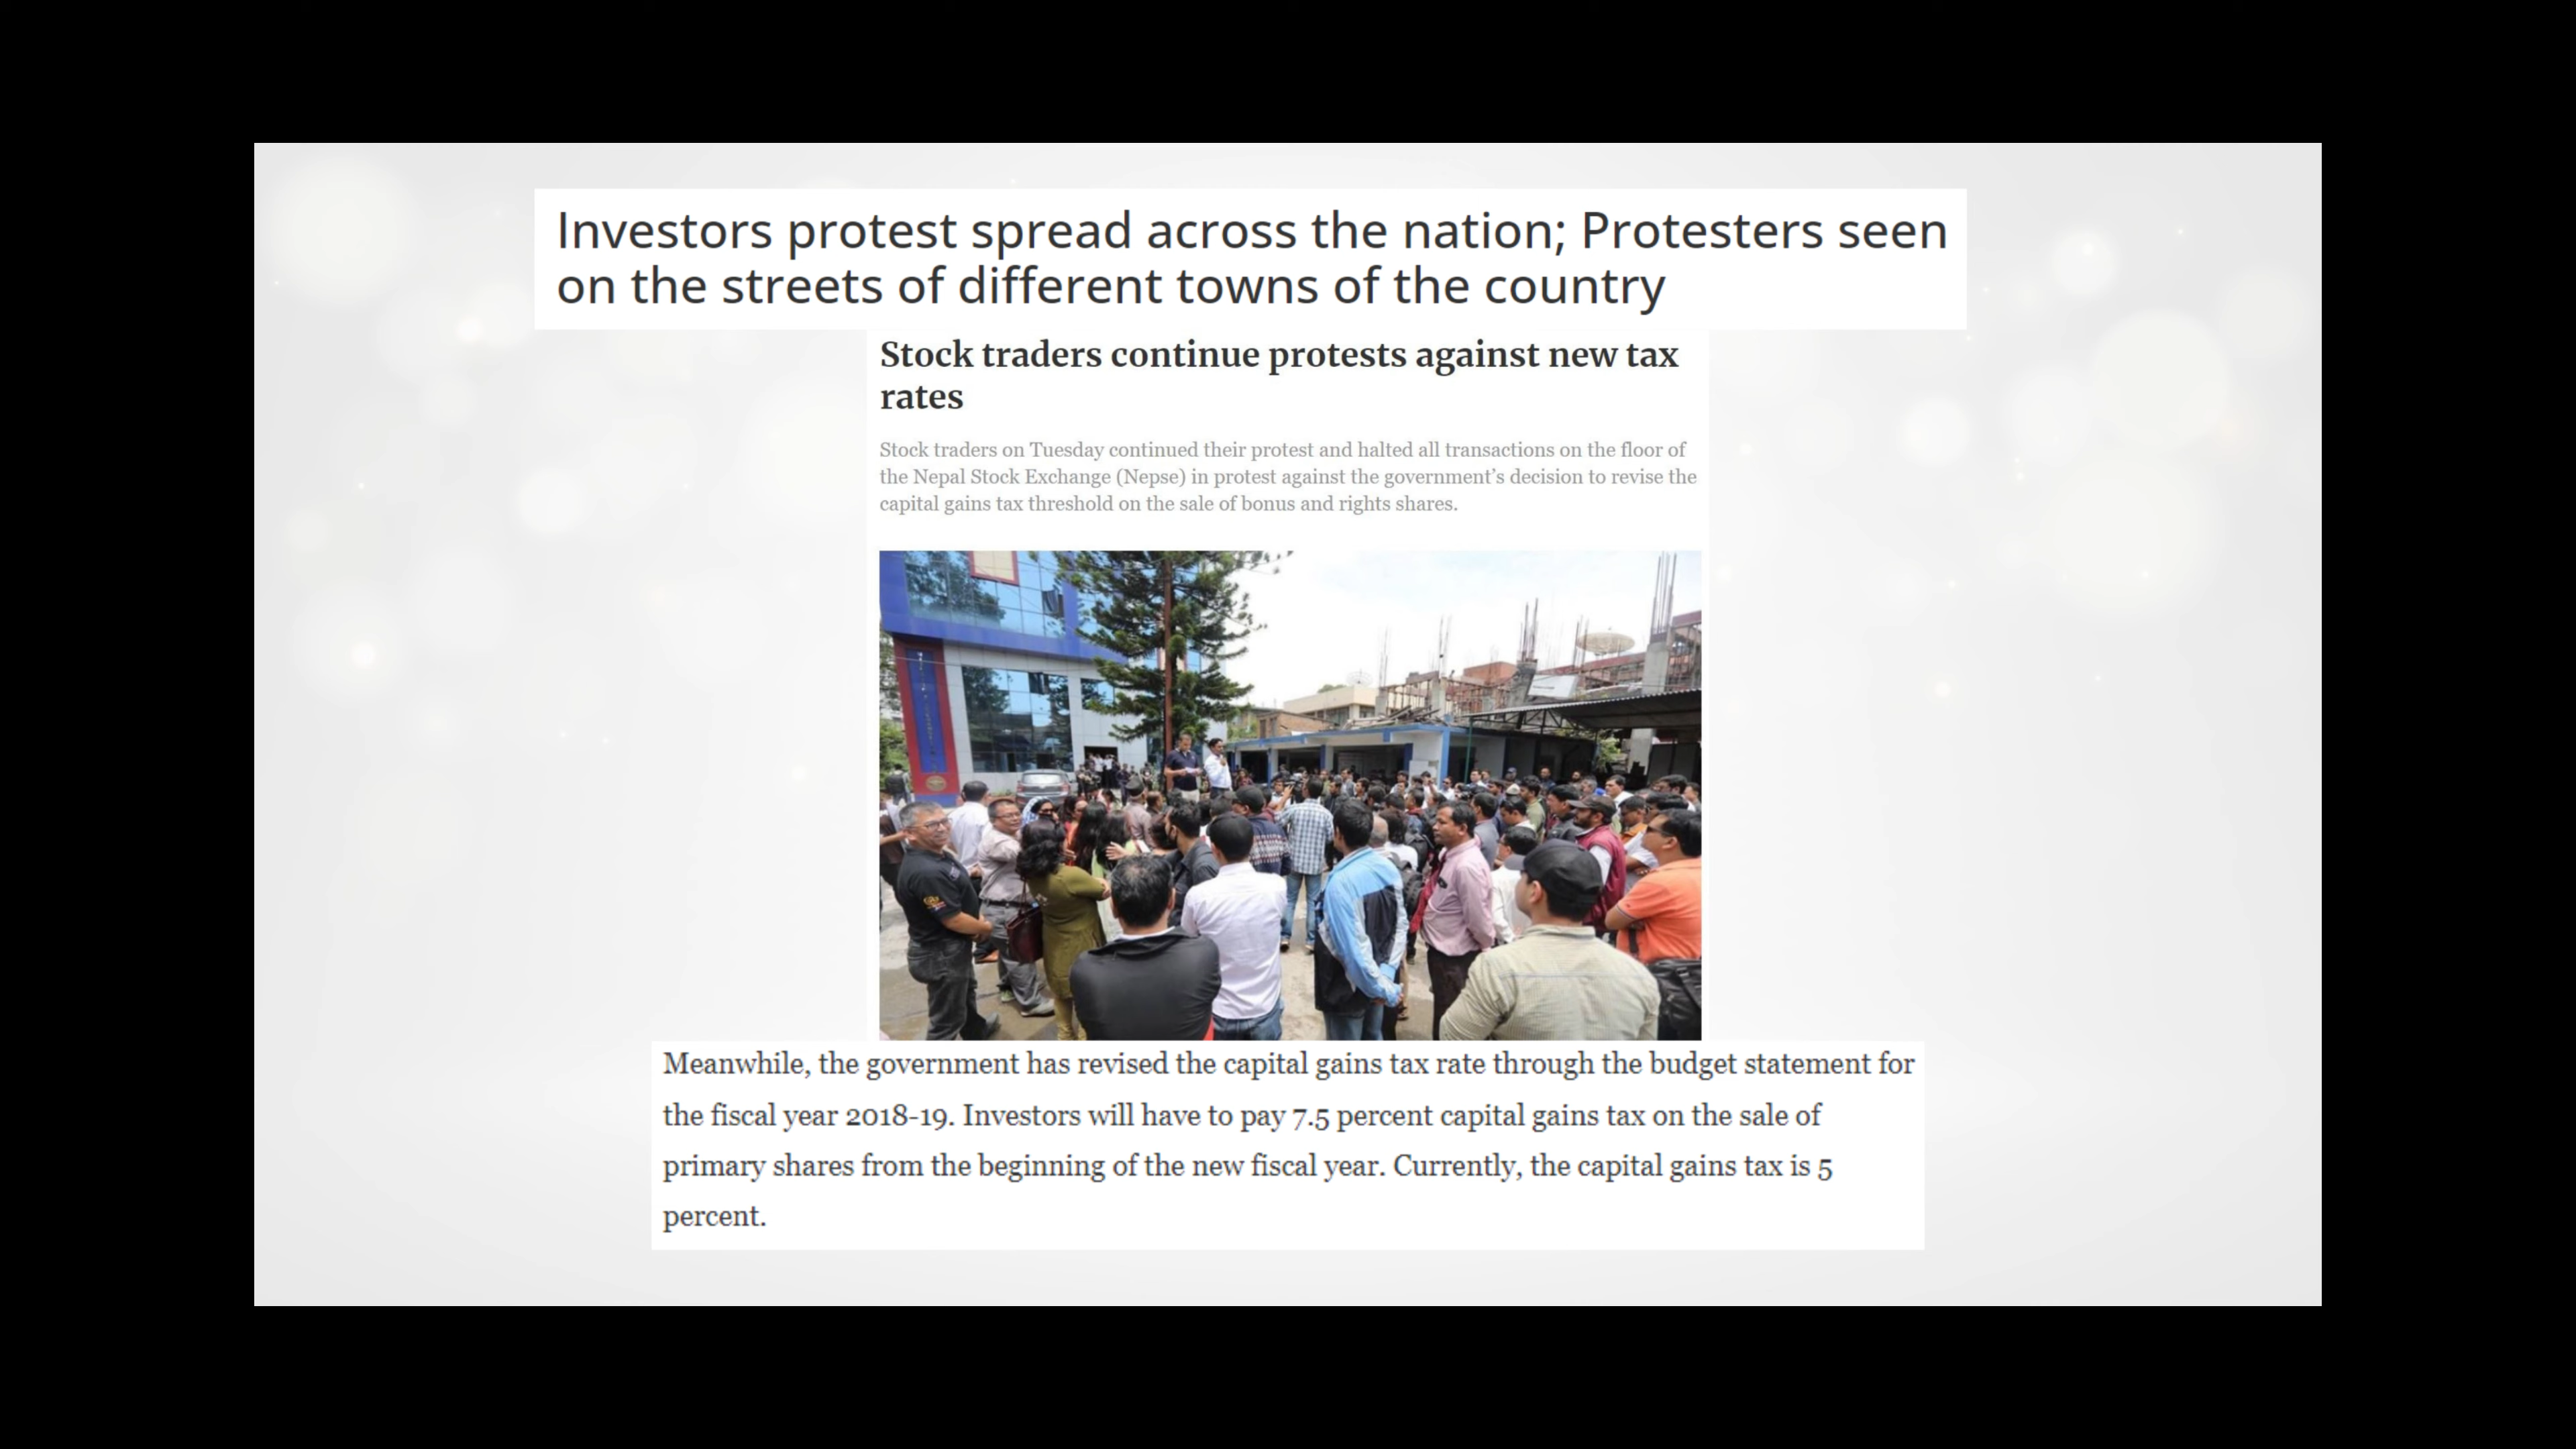 Investors protest spread across the nation; Protesters seen
on the streets of different towns of the country
Stock traders continue protests against new tax
rates
Stock traders on Tuesday continued their protest and halted all transactions on the floor of
the Nepal Stock Exchange (Nepse) in protest against the government’s decision to revise the
capital gains tax threshold on the sale of bonus and rights shares.
Meanwhile, the government has revised the capital gains tax rate through the budget statement for
the fiscal year 2018-19. Investors will have to pay 7.5 percent capital gains tax on the sale of
primary shares from the beginning of the new fiscal year. Currently, the capital gains tax is 5
percent.